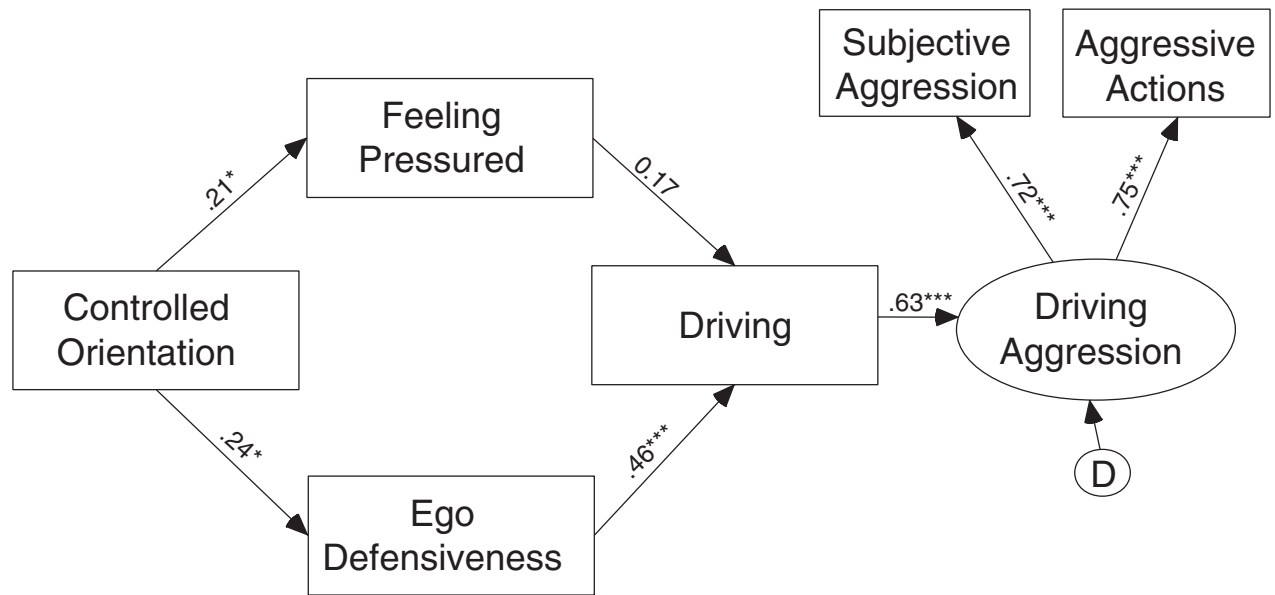 Subjective
Aggression
Aggressive
Actions
Feeling
Pressured
.21*
0.17
.72***
.75***
Controlled
Orientation
Driving
.63***
Driving
Aggression
.24*
.46***
D
Ego
Defensiveness